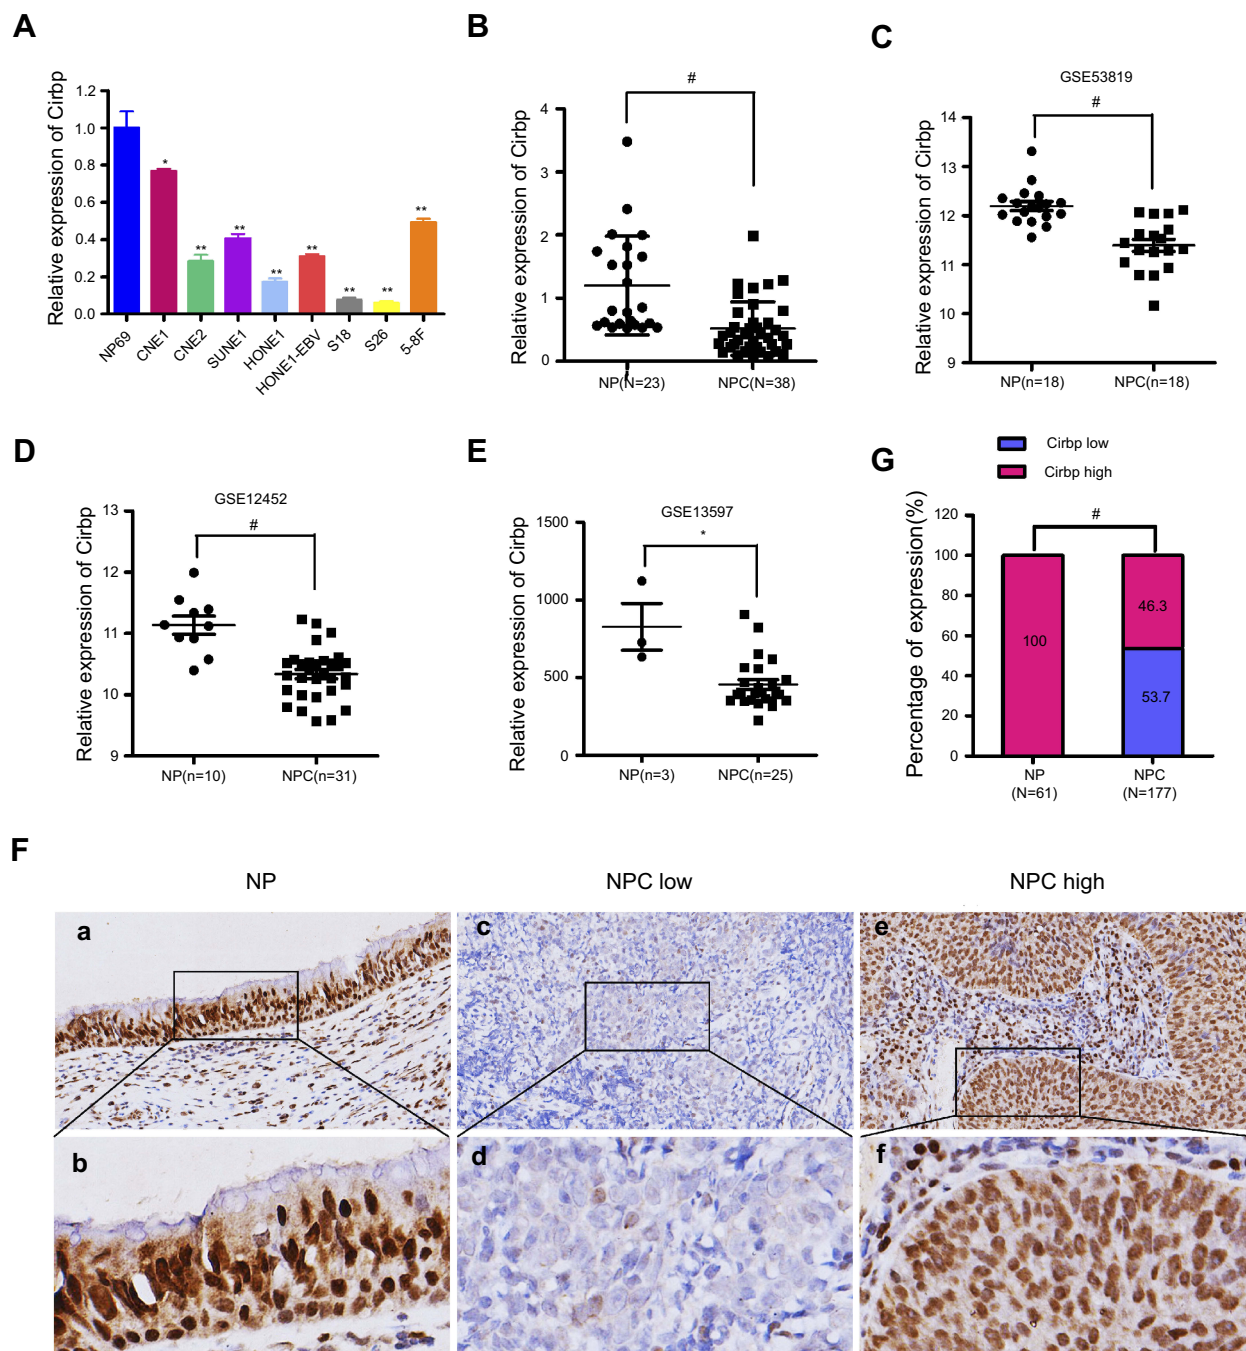 A
Relative expression of Cirbp
1.2
1.0
0.8
0.6
0.4
0.2
0.0
*
**
**
**
**
**
**
**
NP69
CNE1
CNE2
SUNE1
HONE1
HONE1-EBV
S18
S26
5-8F
B
Relative expression of Cirbp
#
4
3
2
1
0
NP(N=23)
NPC(N=38)
C
GSE53819
#
Relative expression of Cirbp
14
13
12
11
10
9
NP(n=18)
NPC(n=18)
D
GSE12452
#
Relative expression of Cirbp
13
12
11
10
9
NP(n=10)
NPC(n=31)
E
GSE13597
*
Relative expression of Cirbp
1500
1000
500
0
NP(n=3)
NPC(n=25)
G
Cirbp low
Cirbp high
#
Percentage of expression(%)
120
100
80
60
40
20
0
100
46.3
53.7
NP
(N=61)
NPC
(N=177)
F
NP
NPC low
NPC high
a
c
e
b
d
f